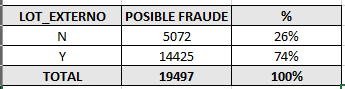 LOT_EXTERNO POSIBLE FRAUDE %
N 5072 26%
Y 14425 74%
TOTAL 19497 100%